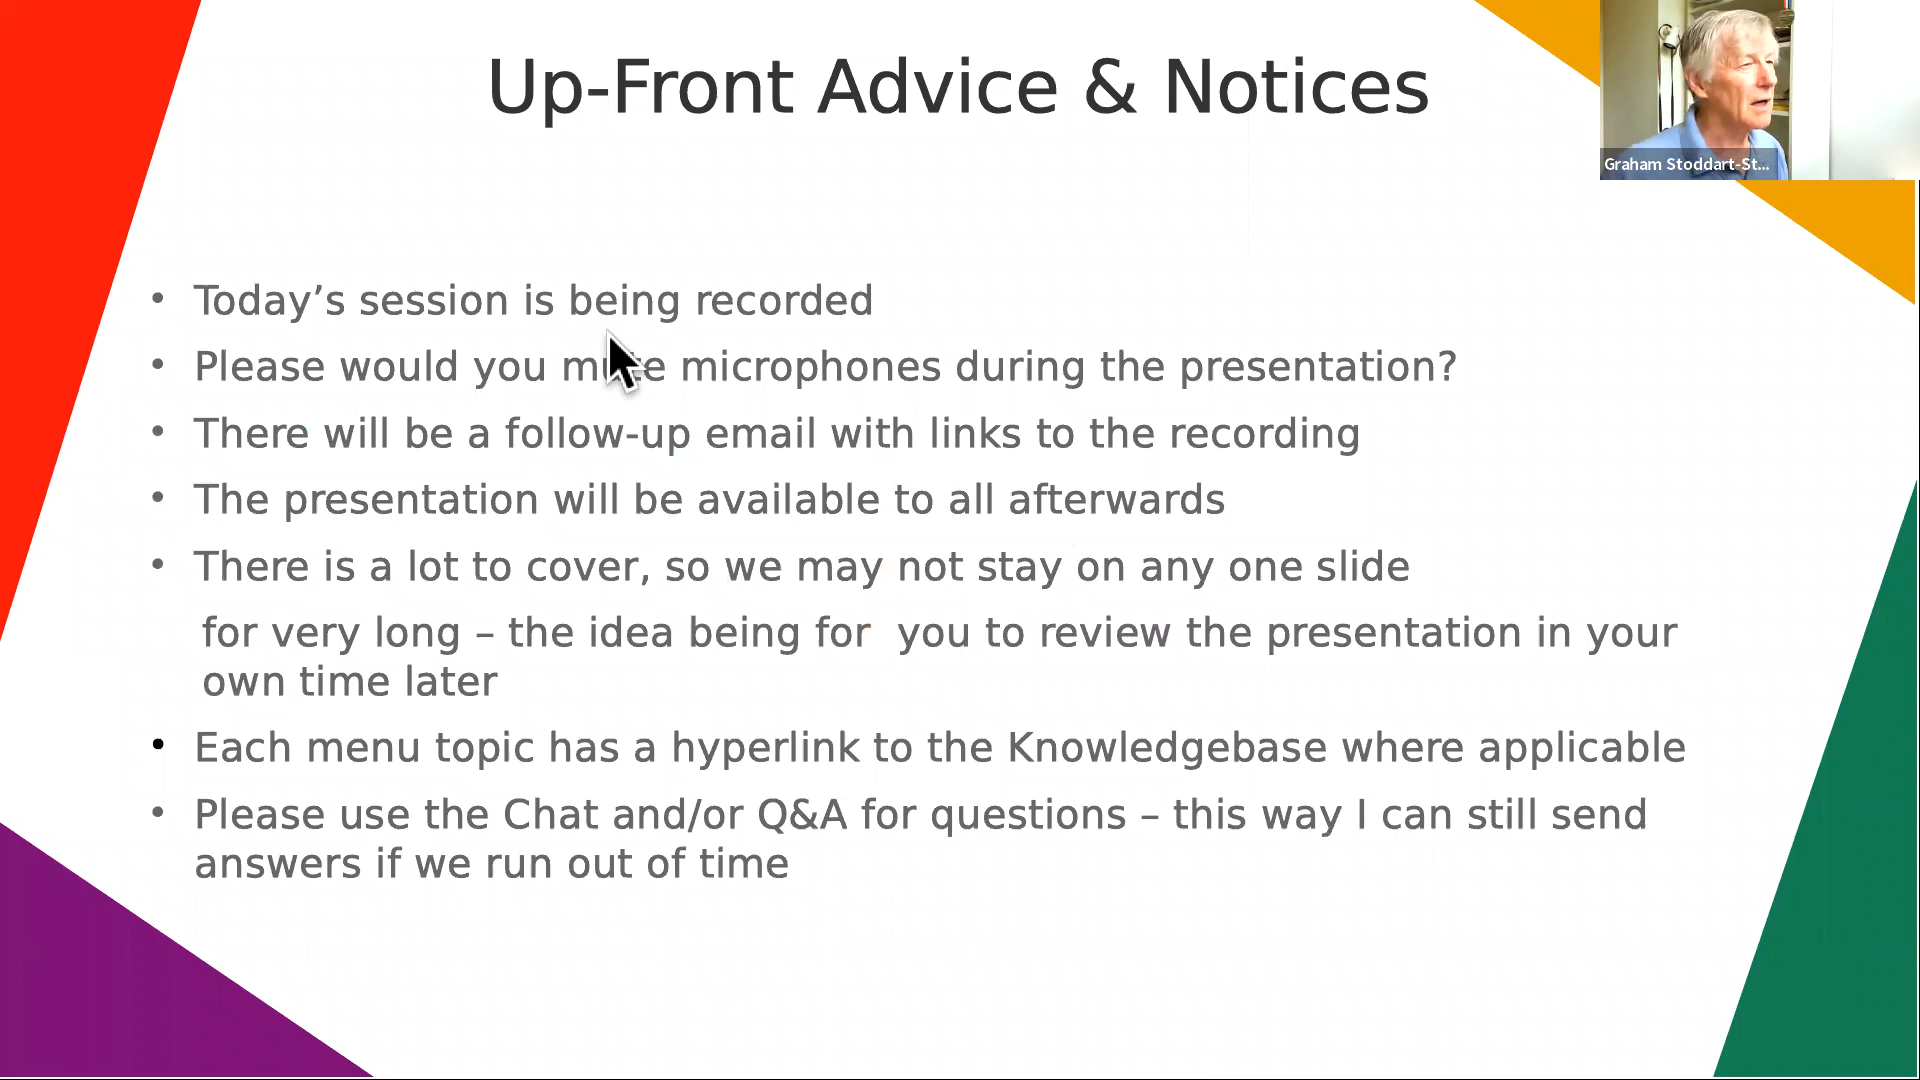 Up-Front Advice & Notices
Graham Stoddart-St...
• Today’s session is being recorded
• Please would you mute microphones during the presentation?
• There will be a follow-up email with links to the recording
• The presentation will be available to all afterwards
• There is a lot to cover, so we may not stay on any one slide
for very long – the idea being for  you to review the presentation in your
own time later
• Each menu topic has a hyperlink to the Knowledgebase where applicable
• Please use the Chat and/or Q&A for questions – this way I can still send
answers if we run out of time